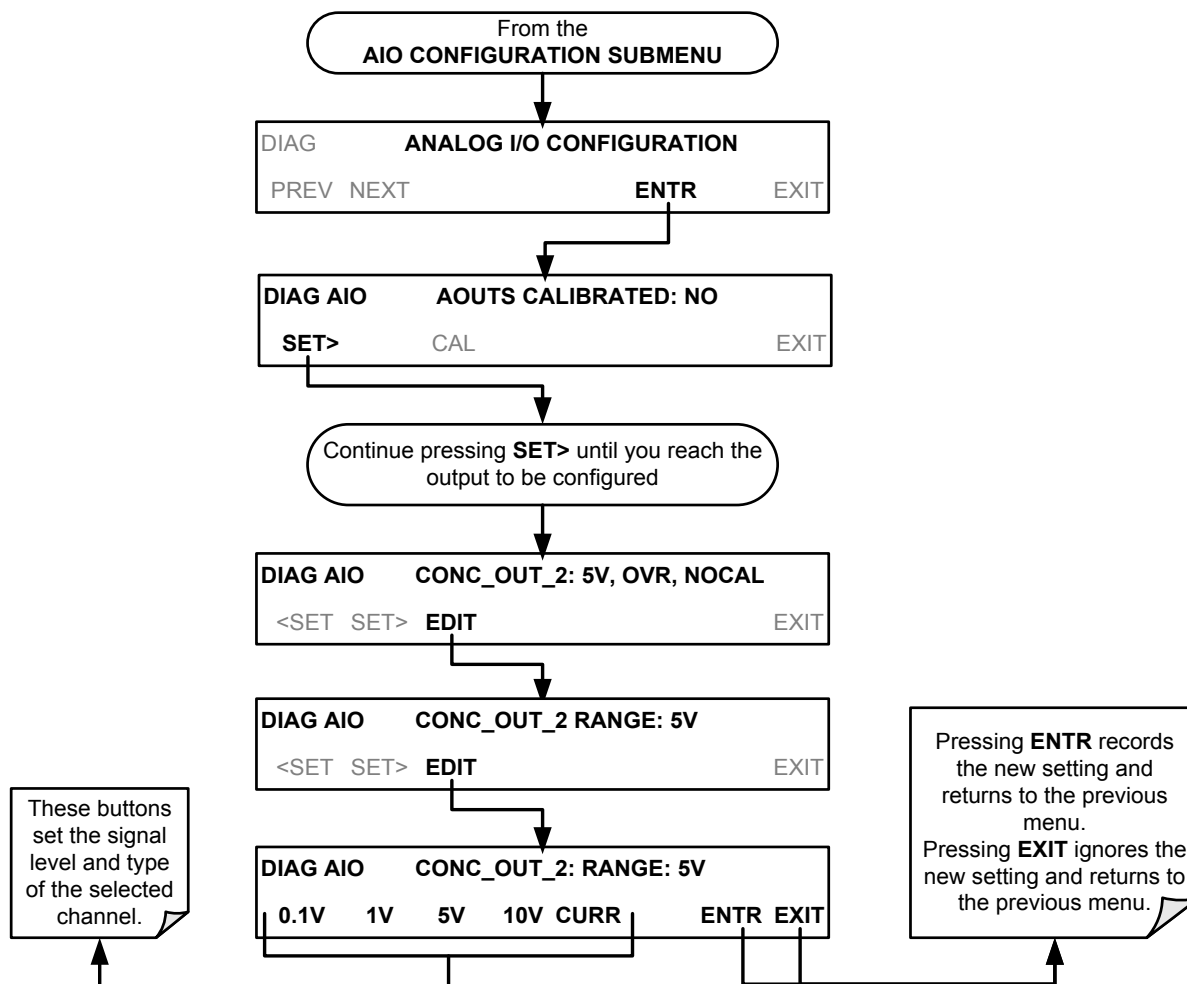 From the
AIO CONFIGURATION SUBMENU
DIAG ANALOG I/O CONFIGURATION
PREV NEXT ENTR EXIT
DIAG AIO AOUTS CALIBRATED: NO
SET> CAL EXIT
Continue pressing SET> until you reach the
output to be configured
DIAG AIO CONC_OUT_2: 5V, OVR, NOCAL
<SET SET> EDIT EXIT
DIAG AIO CONC_OUT_2 RANGE: 5V
<SET SET> EDIT EXIT
These buttons
set the signal
level and type
of the selected
channel.
DIAG AIO CONC_OUT_2: RANGE: 5V
0.1V 1V 5V 10V CURR ENTR EXIT
Pressing ENTR records
the new setting and
returns to the previous
menu.
Pressing EXIT ignores the
new setting and returns to
the previous menu.